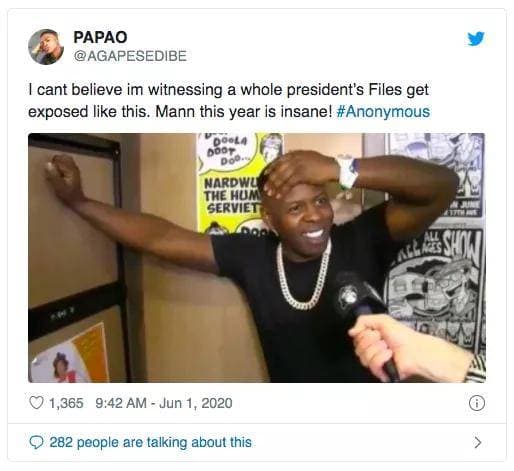 PAPAO
@AGAPESEDIBE
I cant believe im witnessing a whole president's Files get
exposed like this. Mann this year is insane! #Anonymous
DOOLA
DOOT
DOO...
NARDWU
THE HUM
SERVIET
ALL
AGES SHOW
1,365 9:42 AM - Jun 1, 2020
282 people are talking about this